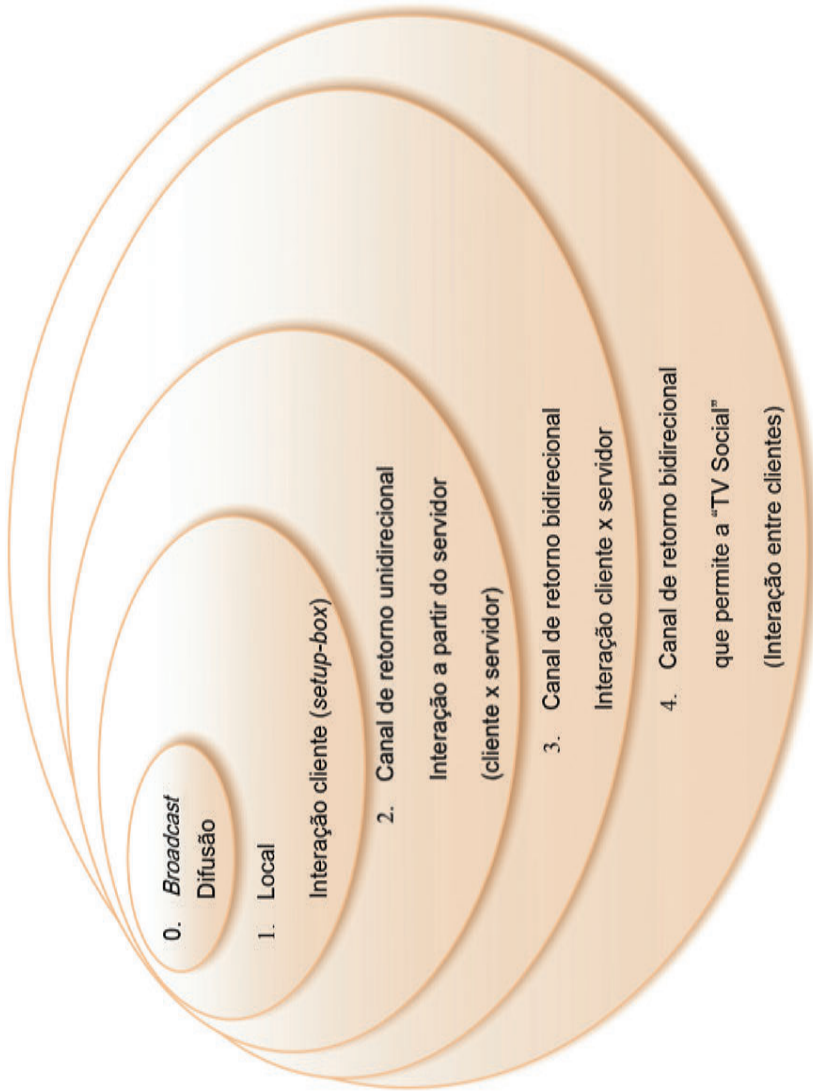 0. Broadcast
Difusão
1. Local
Interação cliente (setup-box)
2. Canal de retorno unidirecional
Interação a partir do servidor
(cliente x servidor)
3. Canal de retorno bidirecional
Interação cliente x servidor
4. Canal de retorno bidirecional
que permite a “TV Social”
(Interação entre clientes)